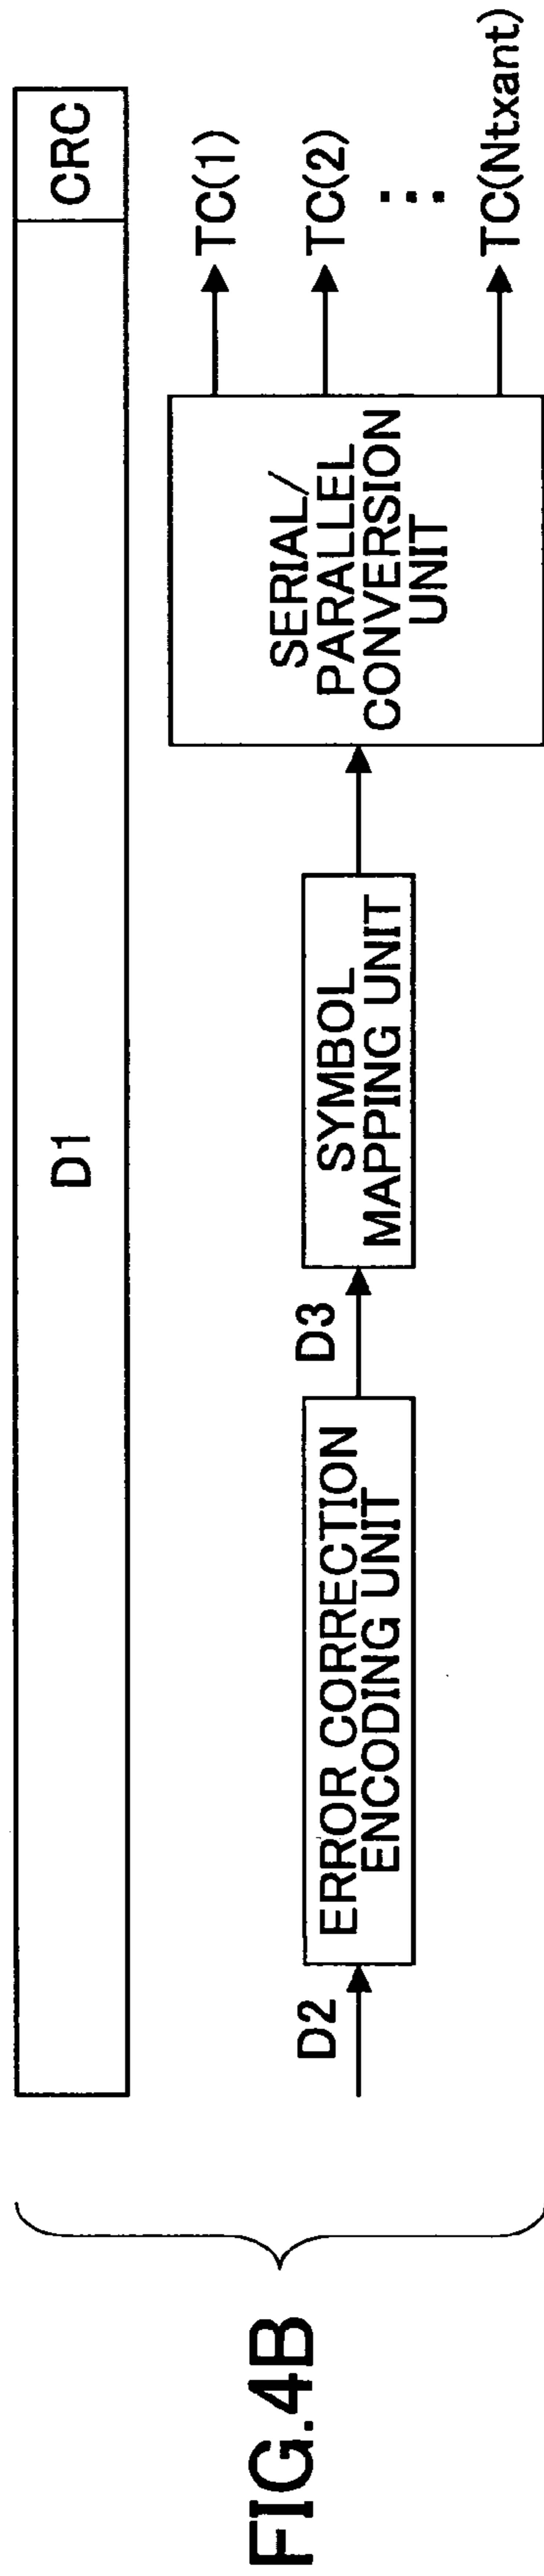 FIG.4B
D1
CRC
D2
ERROR CORRECTION
ENCODING UNIT
D3
SYMBOL
MAPPING UNIT
SERIAL/
PARALLEL
CONVERSION
UNIT
TC(1)
TC(2)
TC(Ntxant)